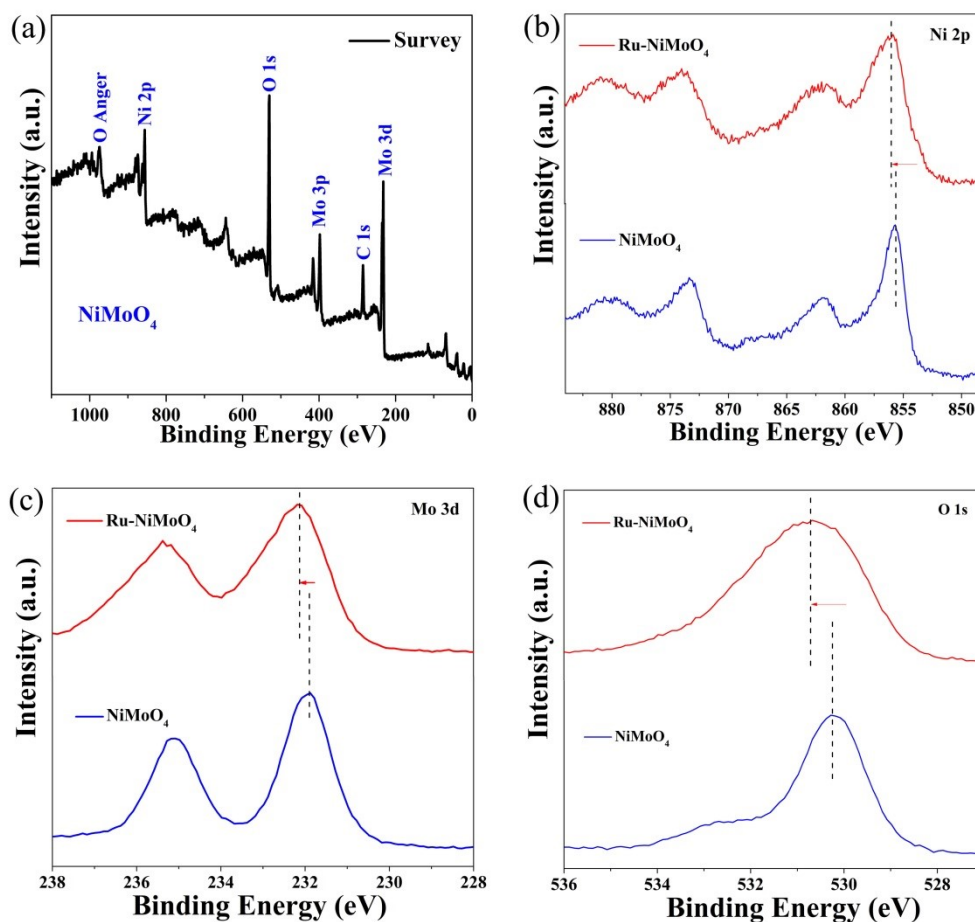 (a)
Survey
O Anger
Ni 2p
O 1s
Mo 3p
C 1s
Mo 3d
NiMoO4
Intensity (a.u.)
1000 800 600 400 200 0
Binding Energy (eV)
(b)
Ni 2p
Ru-NiMoO4
NiMoO4
Intensity (a.u.)
880 875 870 865 860 855 850
Binding Energy (eV)
(c)
Mo 3d
Ru-NiMoO4
NiMoO4
Intensity (a.u.)
238 236 234 232 230 228
Binding Energy (eV)
(d)
O 1s
Ru-NiMoO4
NiMoO4
Intensity (a.u.)
536 534 532 530 528
Binding Energy (eV)